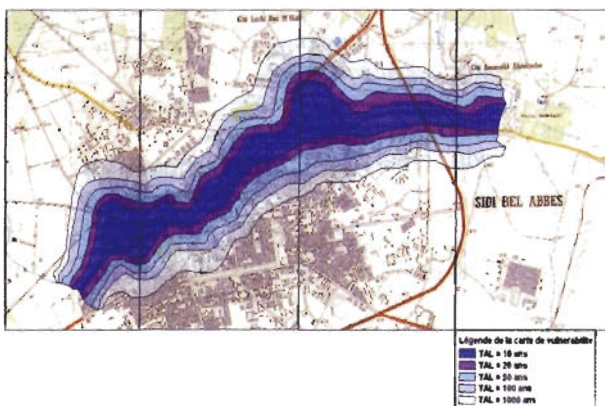 SIDI BEL ABBES
Légende de la carte de vulnerabilité
TAL = 10 ans
TAL = 20 ans
TAL = 50 ans
TAL = 100 ans
TAL = 1000 ans